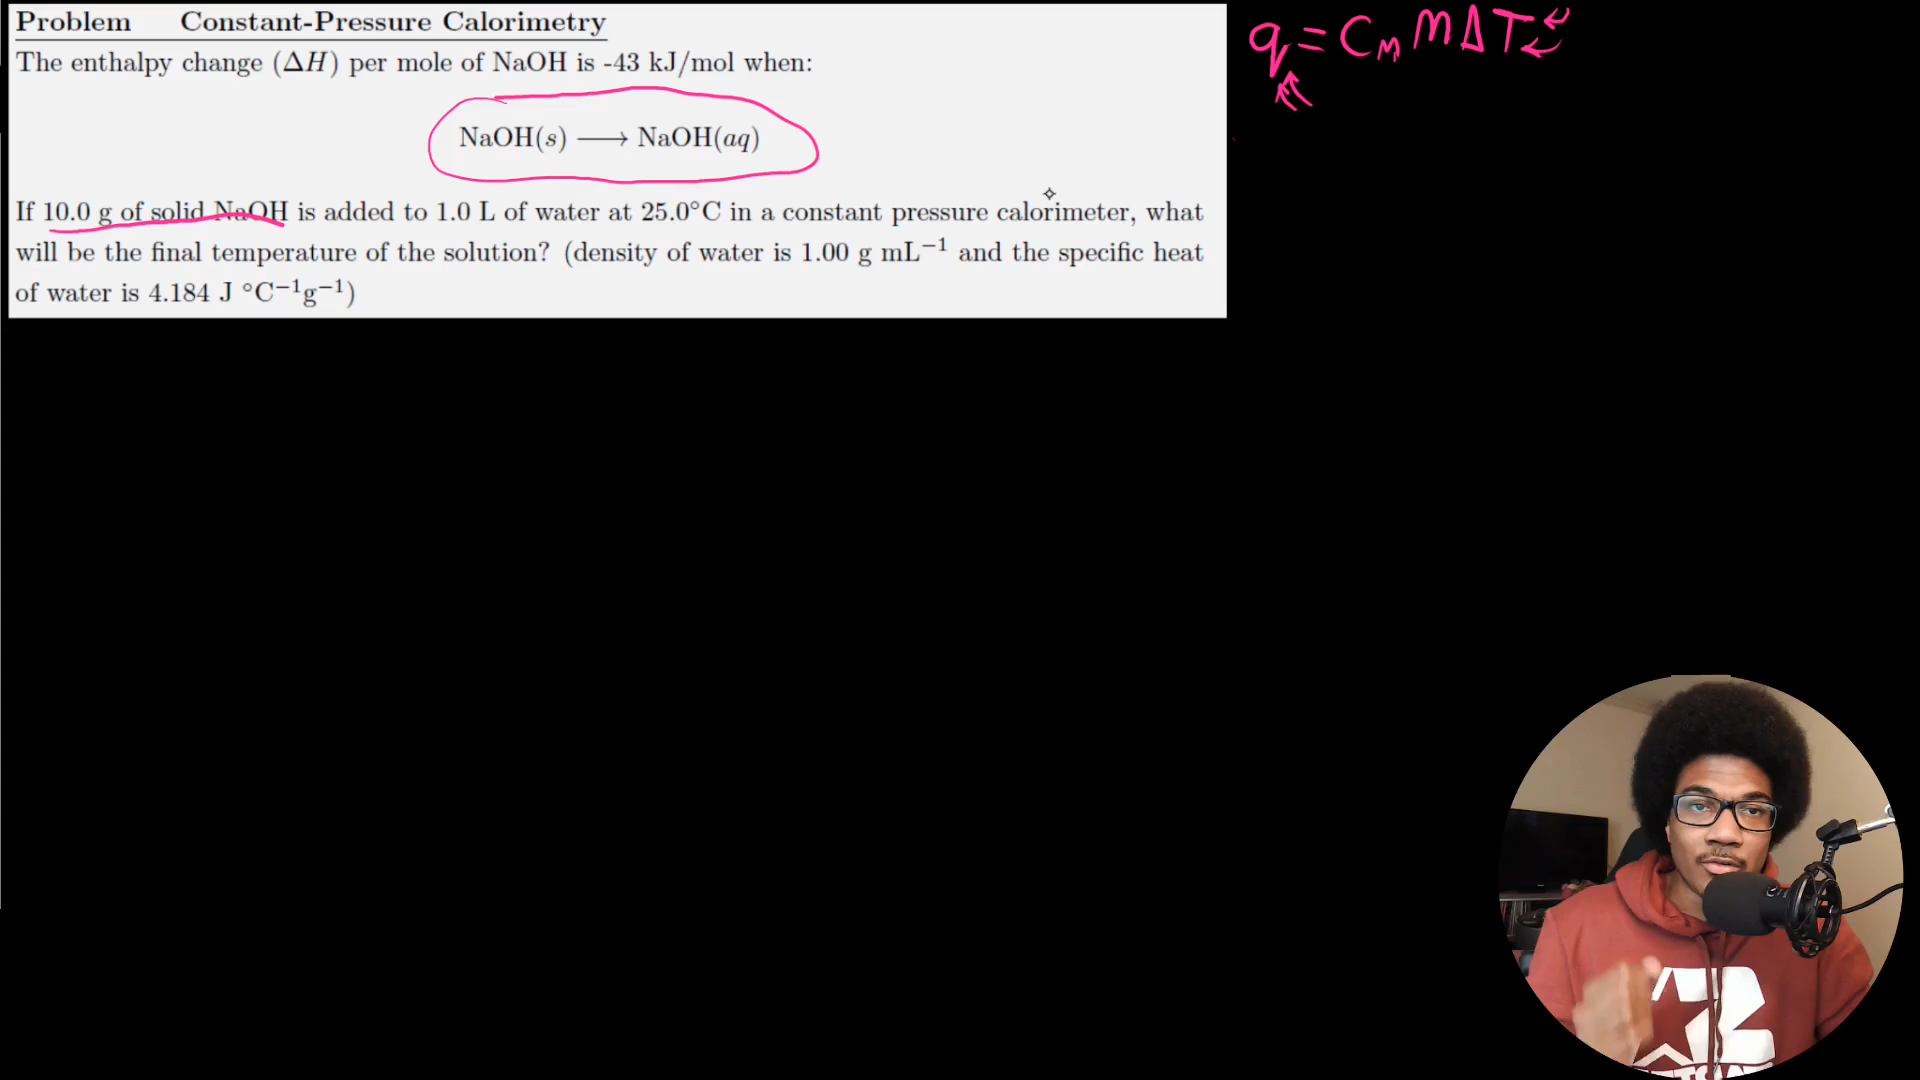 Problem Constant-Pressure Calorimetry
The enthalpy change (ΔH) per mole of NaOH is -43 kJ/mol when:
NaOH(s) ⟶ NaOH(aq)
If 10.0 g of solid NaOH is added to 1.0 L of water at 25.0°C in a constant pressure calorimeter, what
will be the final temperature of the solution? (density of water is 1.00 g mL⁻¹ and the specific heat
of water is 4.184 J °C⁻¹g⁻¹)
q = C_M m Δ T